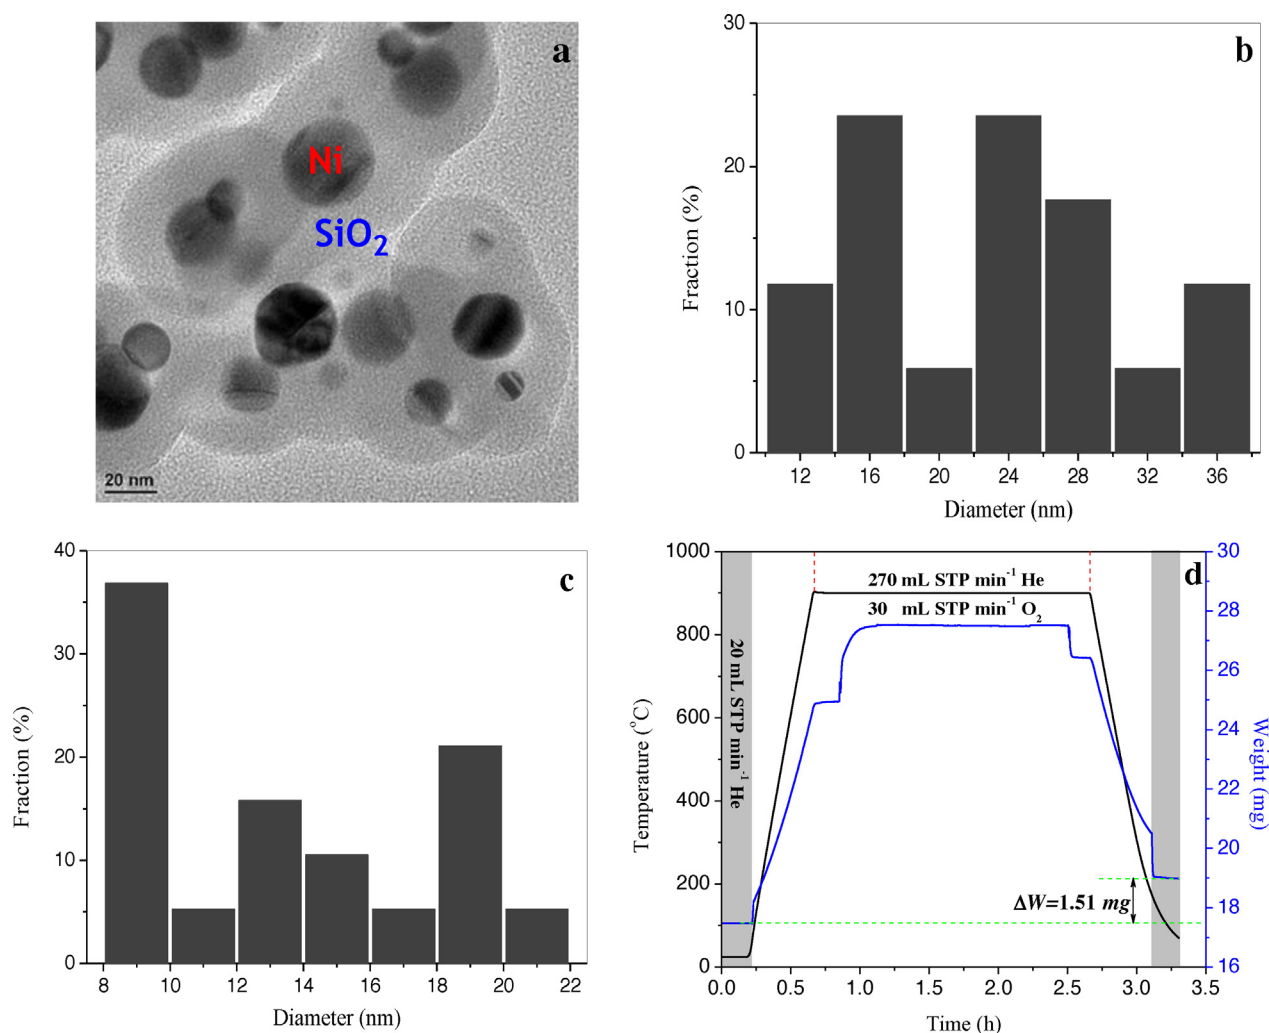 a
Ni
SiO2
20 nm
b
30
20
10
0
Fraction (%)
12 16 20 24 28 32 36
Diameter (nm)
c
40
30
20
10
0
Fraction (%)
8 10 12 14 16 18 20 22
Diameter (nm)
d
1000
800
600
400
200
0
Temperature (°C)
20 mL STP min-1 He
270 mL STP min-1 He
30 mL STP min-1 O2
ΔW=1.51 mg
30
28
26
24
22
20
18
16
Weight (mg)
0.0 0.5 1.0 1.5 2.0 2.5 3.0 3.5
Time (h)